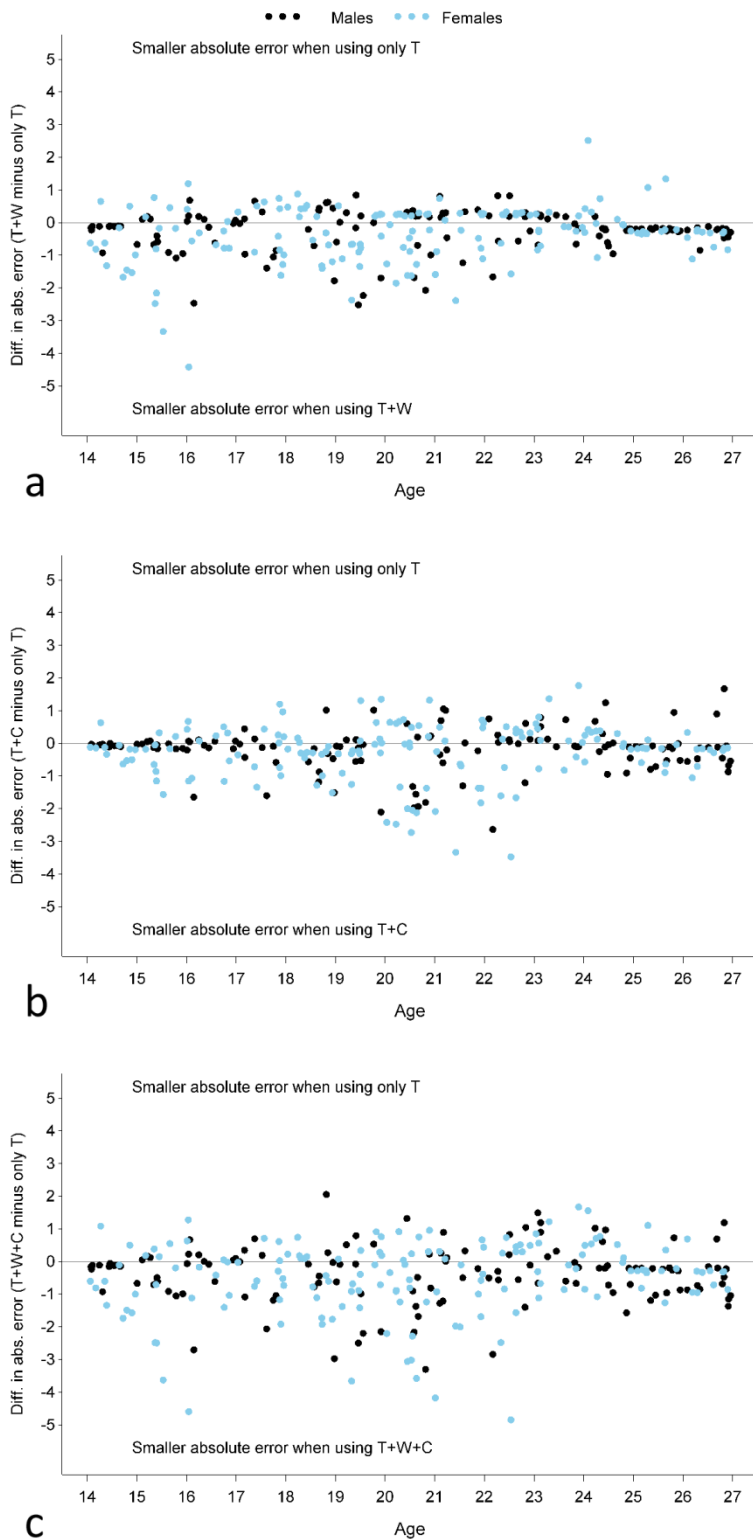 Males Females
Smaller absolute error when using only T
Diff. in abs. error (T+W minus only T)
5
4
3
2
1
0
-1
-2
-3
-4
-5
Smaller absolute error when using T+W
14 15 16 17 18 19 20 21 22 23 24 25 26 27
Age
a
Smaller absolute error when using only T
Diff. in abs. error (T+C minus only T)
5
4
3
2
1
0
-1
-2
-3
-4
-5
Smaller absolute error when using T+C
14 15 16 17 18 19 20 21 22 23 24 25 26 27
Age
b
Smaller absolute error when using only T
Diff. in abs. error (T+W+C minus only T)
5
4
3
2
1
0
-1
-2
-3
-4
-5
Smaller absolute error when using T+W+C
14 15 16 17 18 19 20 21 22 23 24 25 26 27
Age
c